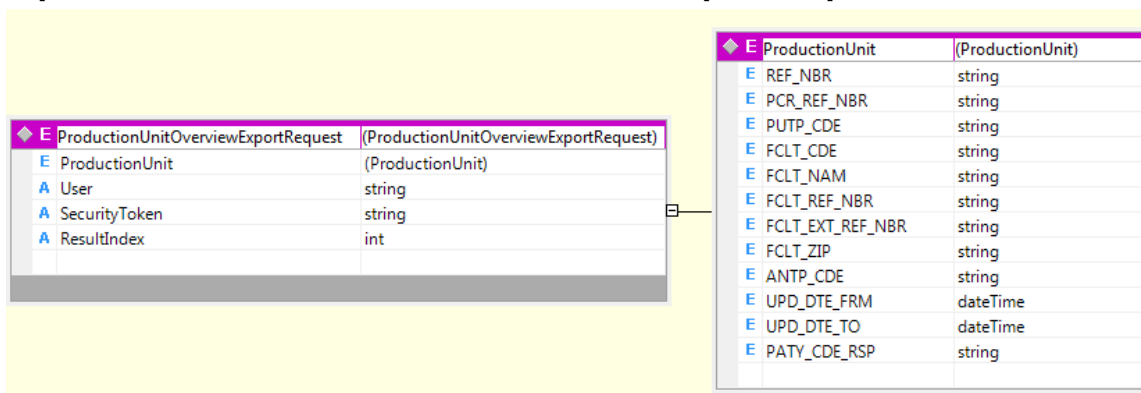 E ProductionUnitOverviewExportRequest (ProductionUnitOverviewExportRequest)
E ProductionUnit (ProductionUnit)
A User string
A SecurityToken string
A ResultIndex int
E ProductionUnit (ProductionUnit)
E REF_NBR string
E PCR_REF_NBR string
E PUTP_CDE string
E FCLT_CDE string
E FCLT_NAM string
E FCLT_REF_NBR string
E FCLT_EXT_REF_NBR string
E FCLT_ZIP string
E ANTP_CDE string
E UPD_DTE_FRM dateTime
E UPD_DTE_TO dateTime
E PATY_CDE_RSP string